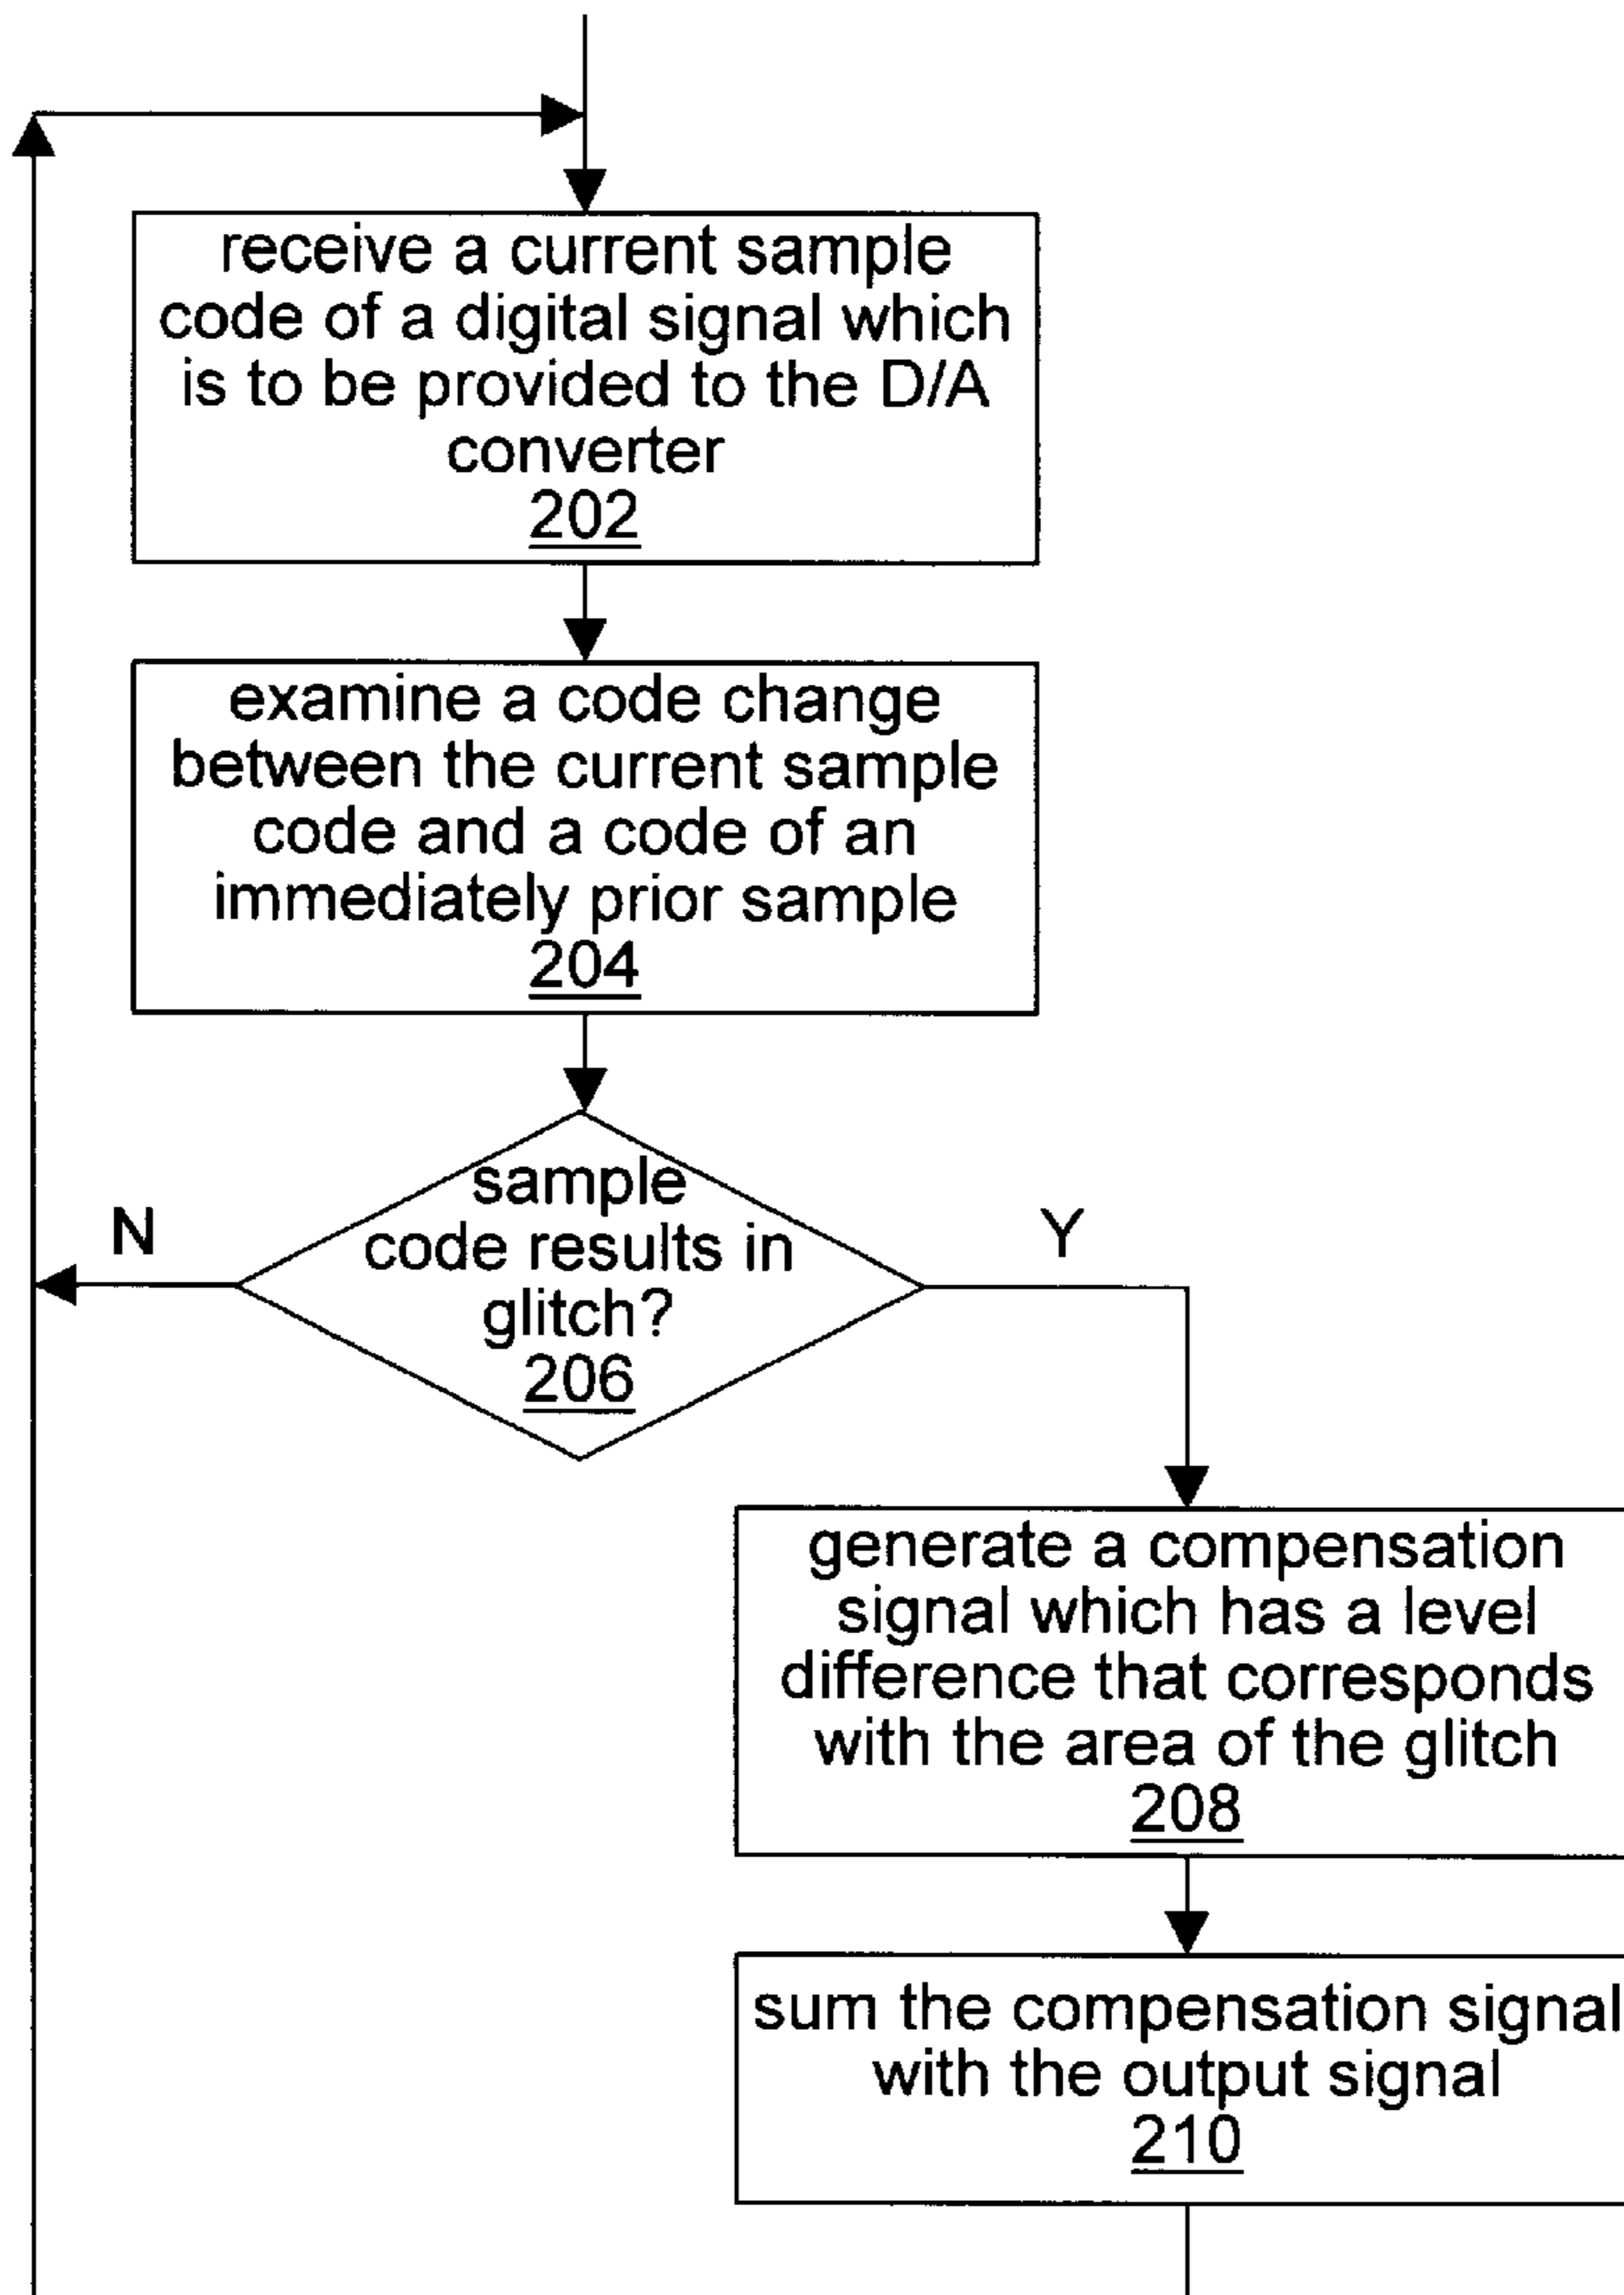 receive a current sample
code of a digital signal which
is to be provided to the D/A
converter
202
examine a code change
between the current sample
code and a code of an
immediately prior sample
204
sample
code results in
glitch?
206
N
Y
generate a compensation
signal which has a level
difference that corresponds
with the area of the glitch
208
sum the compensation signal
with the output signal
210